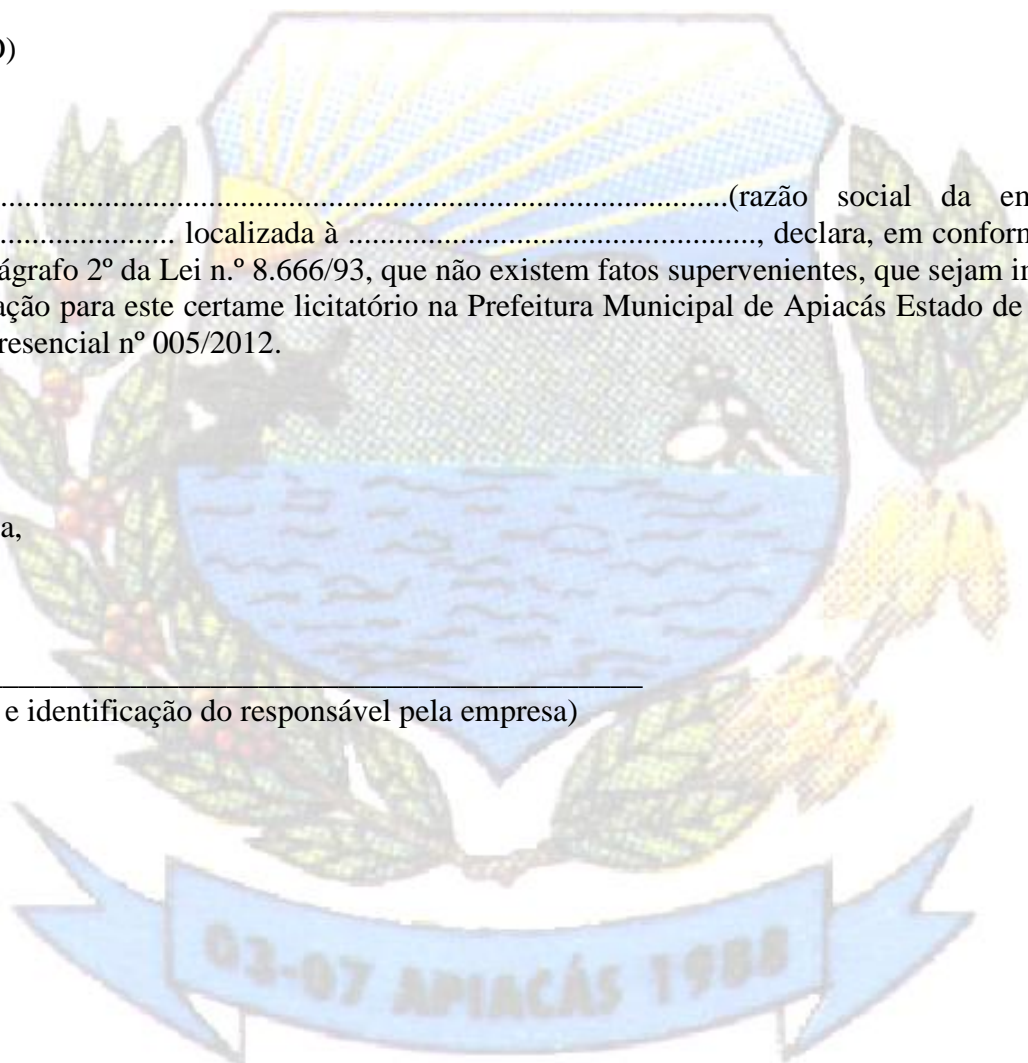 O)
....................................................................................(razão social da en
....................... localizada à ...................................................., declara, em conforn
ágrafo 2º da Lei n.º 8.666/93, que não existem fatos supervenientes, que sejam in
ação para este certame licitatório na Prefeitura Municipal de Apiacás Estado de
resencial nº 005/2012.
a,
_________________________________________
e identificação do responsável pela empresa)
03-07 APIACÁS 1988